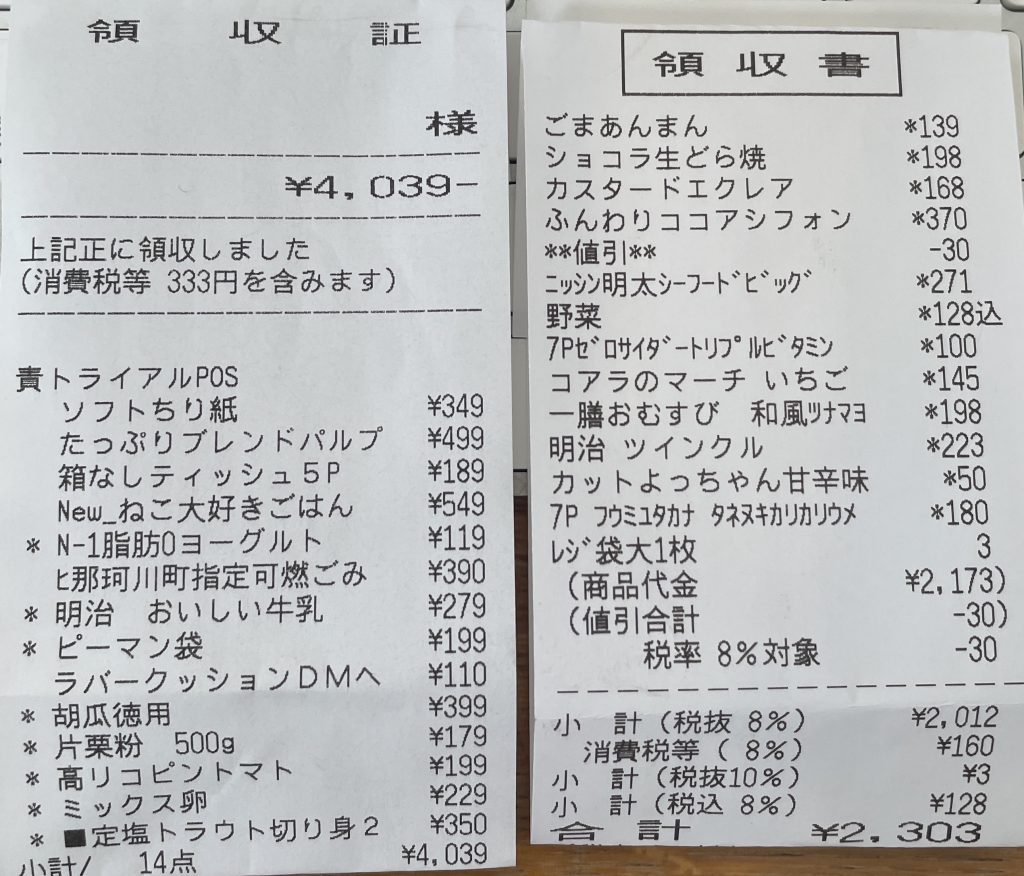 領収証
様
¥4,039-
上記正に領収しました
(消費税等 333円を含みます)
責トライアルPOS
ソフトちり紙 ¥349
たっぷりブレンドパルプ ¥499
箱なしティッシュ5P ¥189
New_ねこ大好きごはん ¥549
* N-1脂肪0ヨーグルト ¥119
ヒ那珂川町指定可燃ごみ ¥390
* 明治 おいしい牛乳 ¥279
* ピーマン袋 ¥199
ラバークッションDMへ ¥110
* 胡瓜徳用 ¥399
* 片栗粉 500g ¥179
* 高リコピントマト ¥199
* ミックス卵 ¥229
* ■定塩トラウト切り身2 ¥350
小計/ 14点 ¥4,039
領収書
ごまあんまん *139
ショコラ生どら焼 *198
カスタードエクレア *168
ふんわりココアシフォン *370
**値引** -30
ニッシン明太シーフードビッグ *271
野菜 *128込
7Pゼロサイダートリプルビタミン *100
コアラのマーチ いちご *145
一膳おむすび 和風ツナマヨ *198
明治 ツインクル *223
カットよっちゃん甘辛味 *50
7P フウミユタカナ タネヌキカリカリウメ *180
レジ袋大1枚 3
(商品代金 ¥2,173)
(値引合計 -30)
税率 8%対象 -30
小 計(税抜 8%) ¥2,012
消費税等( 8%) ¥160
小 計(税抜10%) ¥3
小 計(税込 8%) ¥128
合計 ¥2,303